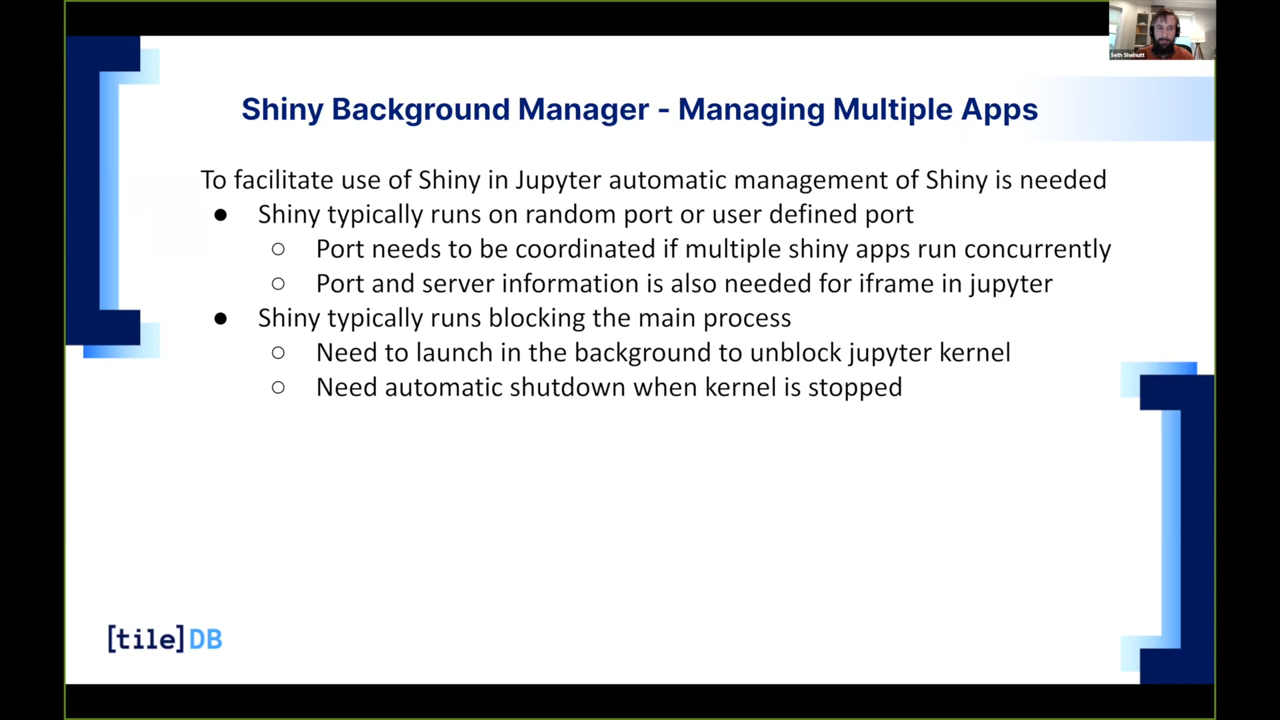 Seth Shelnutt
Shiny Background Manager - Managing Multiple Apps
To facilitate use of Shiny in Jupyter automatic management of Shiny is needed
● Shiny typically runs on random port or user defined port
○ Port needs to be coordinated if multiple shiny apps run concurrently
○ Port and server information is also needed for iframe in jupyter
● Shiny typically runs blocking the main process
○ Need to launch in the background to unblock jupyter kernel
○ Need automatic shutdown when kernel is stopped
[tile]DB